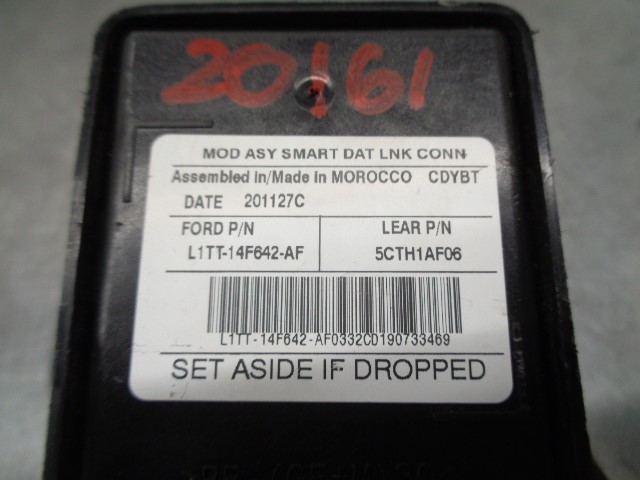 20161
MOD ASY SMART DAT LNK CONN
Assembled in/Made in MOROCCO CDYBT
DATE 201127C
FORD P/N LEAR P/N
L1TT-14F642-AF 5CTH1AF06
L1TT-14F642-AF0332CD190733469
SET ASIDE IF DROPPED